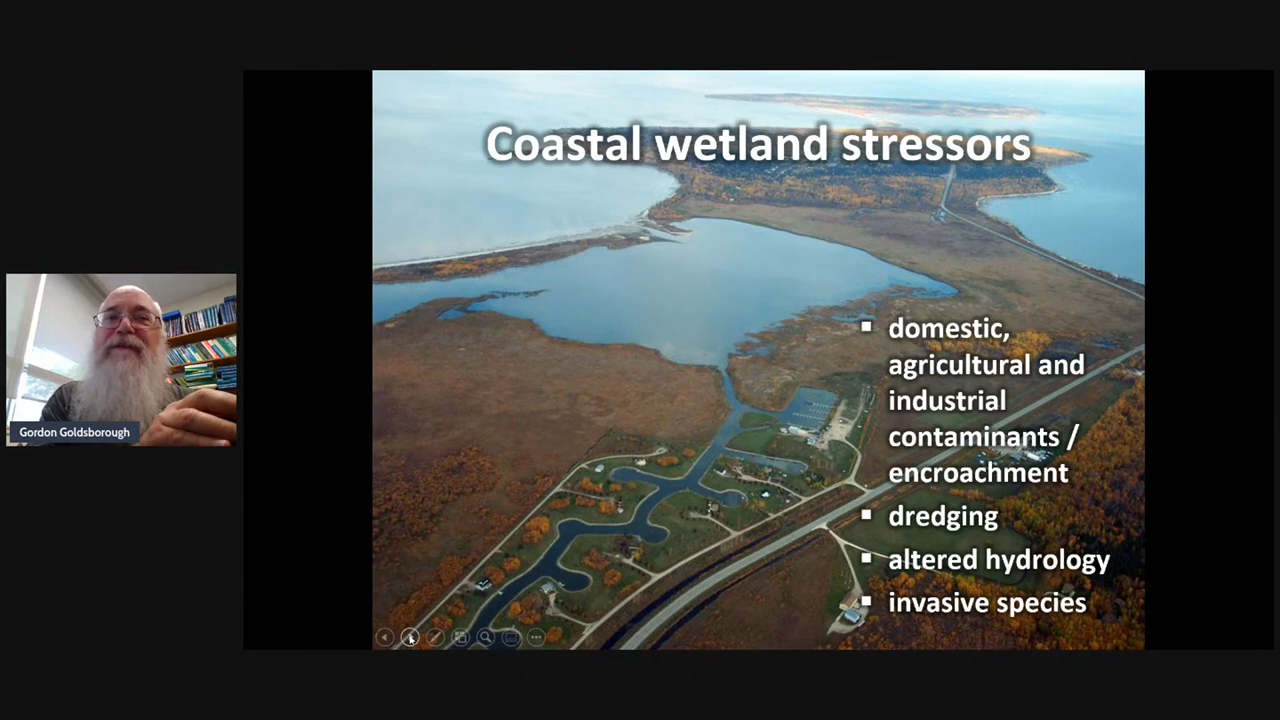 Coastal wetland stressors
▪ domestic,
agricultural and
industrial
contaminants /
encroachment
▪ dredging
▪ altered hydrology
▪ invasive species
Gordon Goldsborough